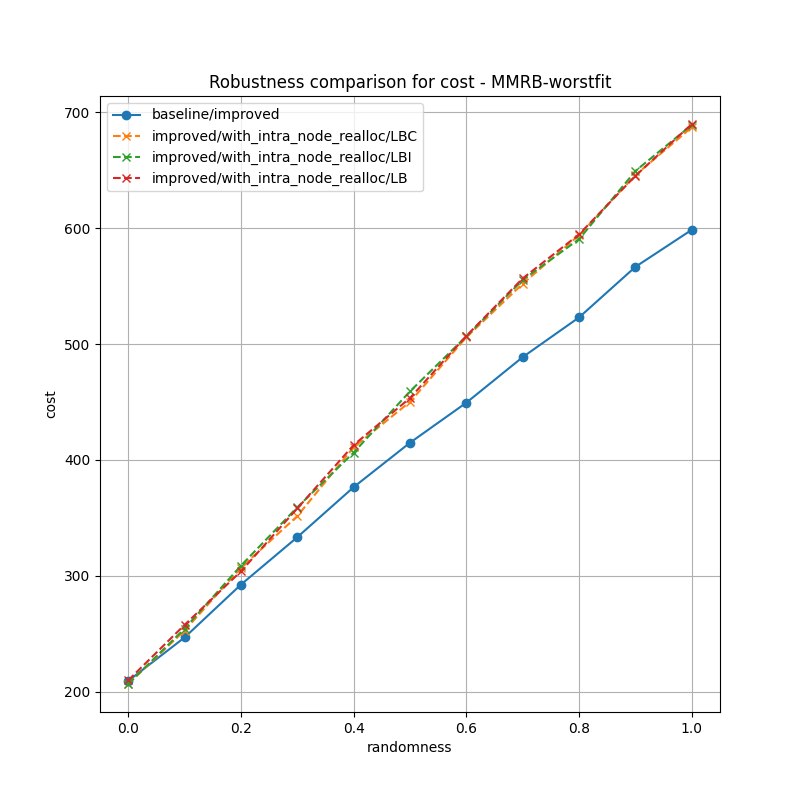 Robustness comparison for cost - MMRB-worstfit
baseline/improved
improved/with_intra_node_realloc/LBC
improved/with_intra_node_realloc/LBI
improved/with_intra_node_realloc/LB
700
600
500
400
300
200
cost
0.0 0.2 0.4 0.6 0.8 1.0
randomness